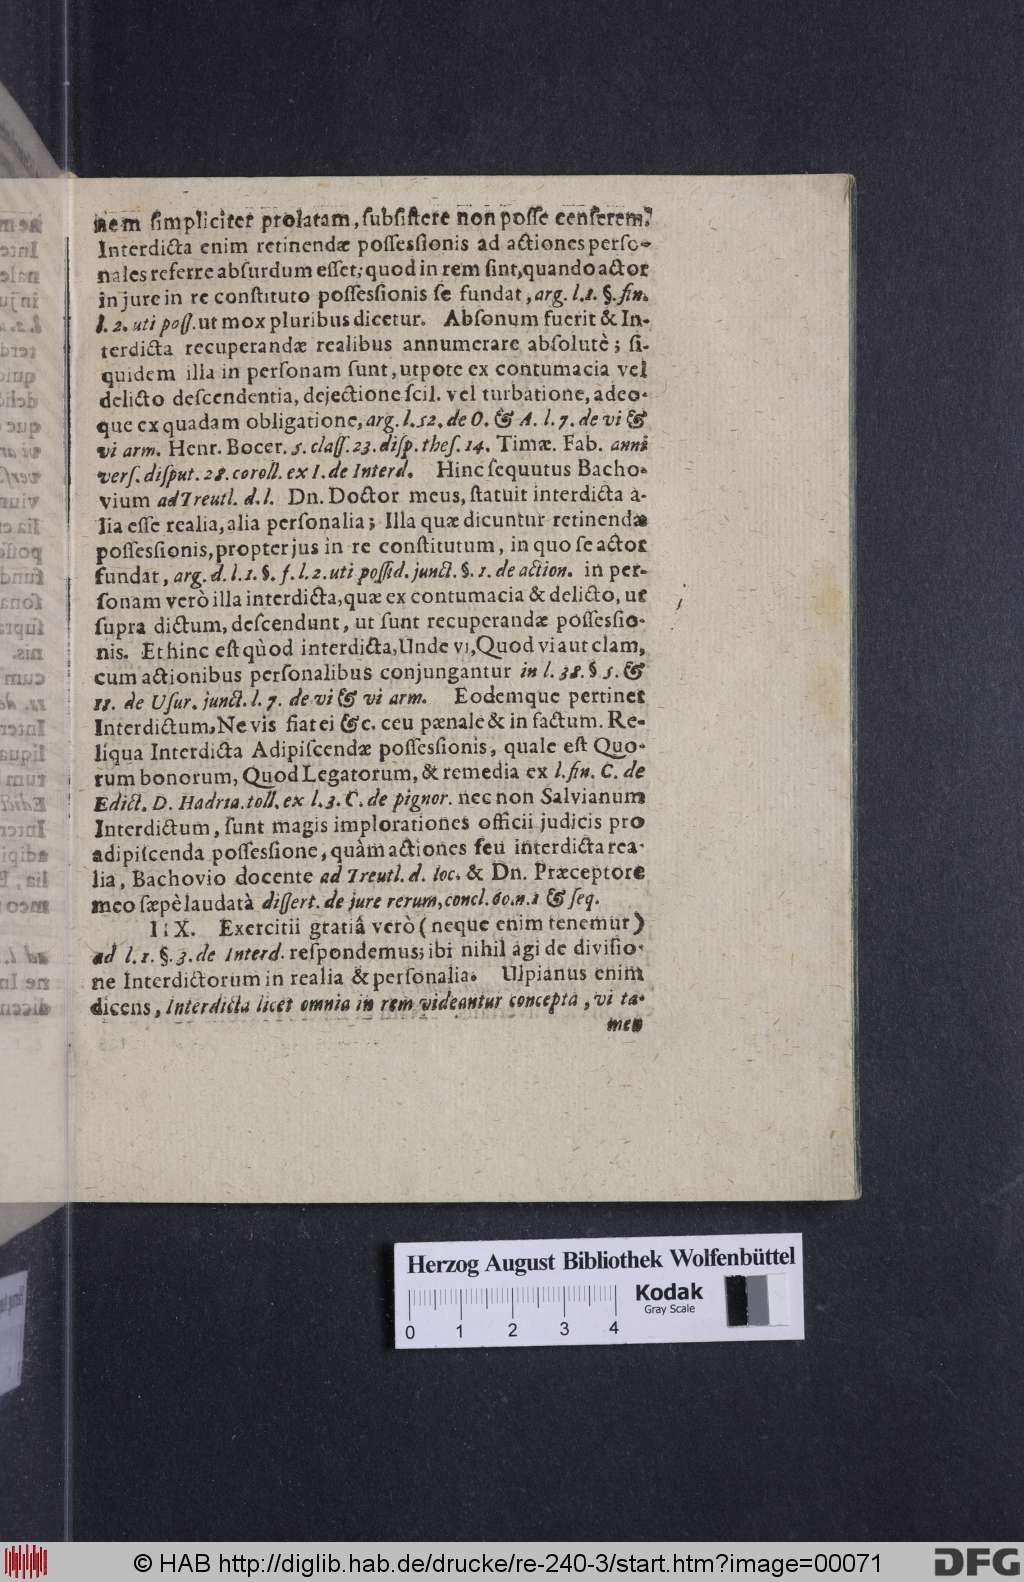 nem ſimpliciter prolatam, ſubſiſtere non poſſe cenſerem?
Interdicta enim retinendæ poſſeſsionis ad actiones perſo-
nales referre abſurdum eſſet; quod in rem ſint, quando actor
in jure in re conſtituto poſſeſsionis ſe fundat, arg. l. 1. §. fin.
l. 2. uti poſſ. ut mox pluribus dicetur. Abſonum fuerit & In-
terdicta recuperandæ realibus annumerare abſolutè; ſi-
quidem illa in perſonam ſunt, utpote ex contumacia vel
delicto deſcendentia, dejectione ſcil. vel turbatione, adeo-
que ex quadam obligatione, arg. l. 52. de O. & A. l. 7. de vi &
vi arm. Henr. Bocer. 5. claſſ. 23. diſp. theſ. 14. Timæ. Fab. anni
verſ. diſput. 28. coroll. ex I. de Interd. Hinc ſequutus Bacho-
vium ad Treutl. d. l. Dn. Doctor meus, ſtatuit interdicta a-
lia eſſe realia, alia perſonalia; Illa quæ dicuntur retinendæ
poſſeſsionis, propter jus in re conſtitutum, in quo ſe actor
fundat, arg. d. l. 1. §. f. l. 2. uti poſſid. junct. §. 1. de action. in per-
ſonam verò illa interdicta, quæ ex contumacia & delicto, ut
ſupra dictum, deſcendunt, ut ſunt recuperandæ poſſeſsio-
nis. Et hinc eſt qùod interdicta, Unde vi, Quod vi aut clam,
cum actionibus perſonalibus conjungantur in l. 38. § 5. &
11. de Uſur. junct. l. 7. de vi & vi arm. Eodemque pertinet
Interdictum, Ne vis fiat ei &c. ceu pænale & in factum. Re-
liqua Interdicta Adipiſcendæ poſſeſsionis, quale eſt Quo-
rum bonorum, Quod Legatorum, & remedia ex l. fin. C. de
Edict. D. Hadria. toll. ex l. 3. C. de pignor. nec non Salvianum
Interdictum, ſunt magis implorationes officii judicis pro
adipiſcenda poſſeſsione, quàm actiones ſeu interdicta rea-
lia, Bachovio docente ad Treutl. d. loc. & Dn. Præceptore
meo ſæpè laudatà diſſert. de jure rerum, concl. 60. n. 1 & ſeq.
IIX. Exercitii gratiâ verò (neque enim tenemur)
ad l. 1. §. 3. de Interd. reſpondemus; ibi nihil agi de diviſio-
ne Interdictorum in realia & perſonalia. Ulpianus enim
dicens, Interdicta licet omnia in rem videantur concepta, vi ta-
men
Herzog August Bibliothek Wolfenbüttel
Kodak
Gray Scale
0 1 2 3 4
© HAB http://diglib.hab.de/drucke/re-240-3/start.htm?image=00071
DFG